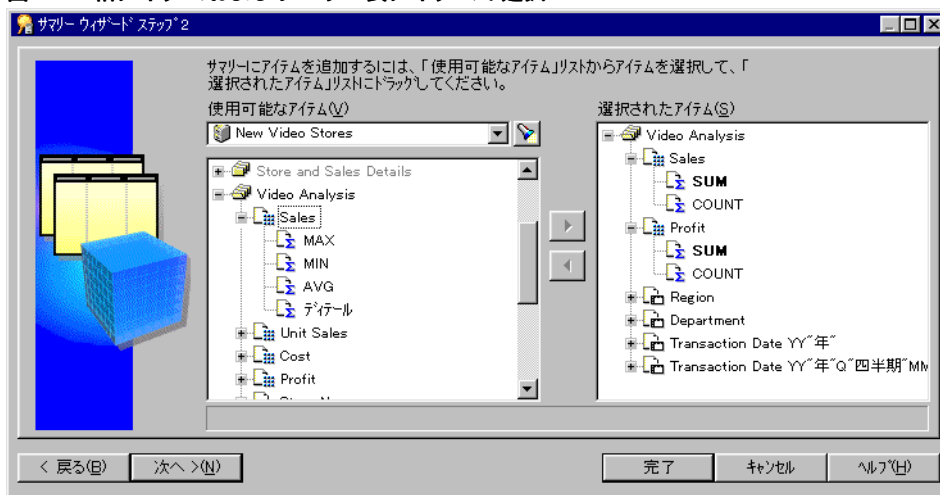 サマリー ウィザード ステップ2
サマリーにアイテムを追加するには、「使用可能なアイテム」リストからアイテムを選択して、「
選択されたアイテム」リストにドラッグしてください。
使用可能なアイテム(V)
New Video Stores
Store and Sales Details
Video Analysis
Sales
MAX
MIN
AVG
ディテール
Unit Sales
Cost
Profit
選択されたアイテム(S)
Video Analysis
Sales
SUM
COUNT
Profit
SUM
COUNT
Region
Department
Transaction Date YY"年"
Transaction Date YY"年"Q"四半期"MM
< 戻る(B)
次へ >(N)
完了
キャンセル
ヘルプ(H)